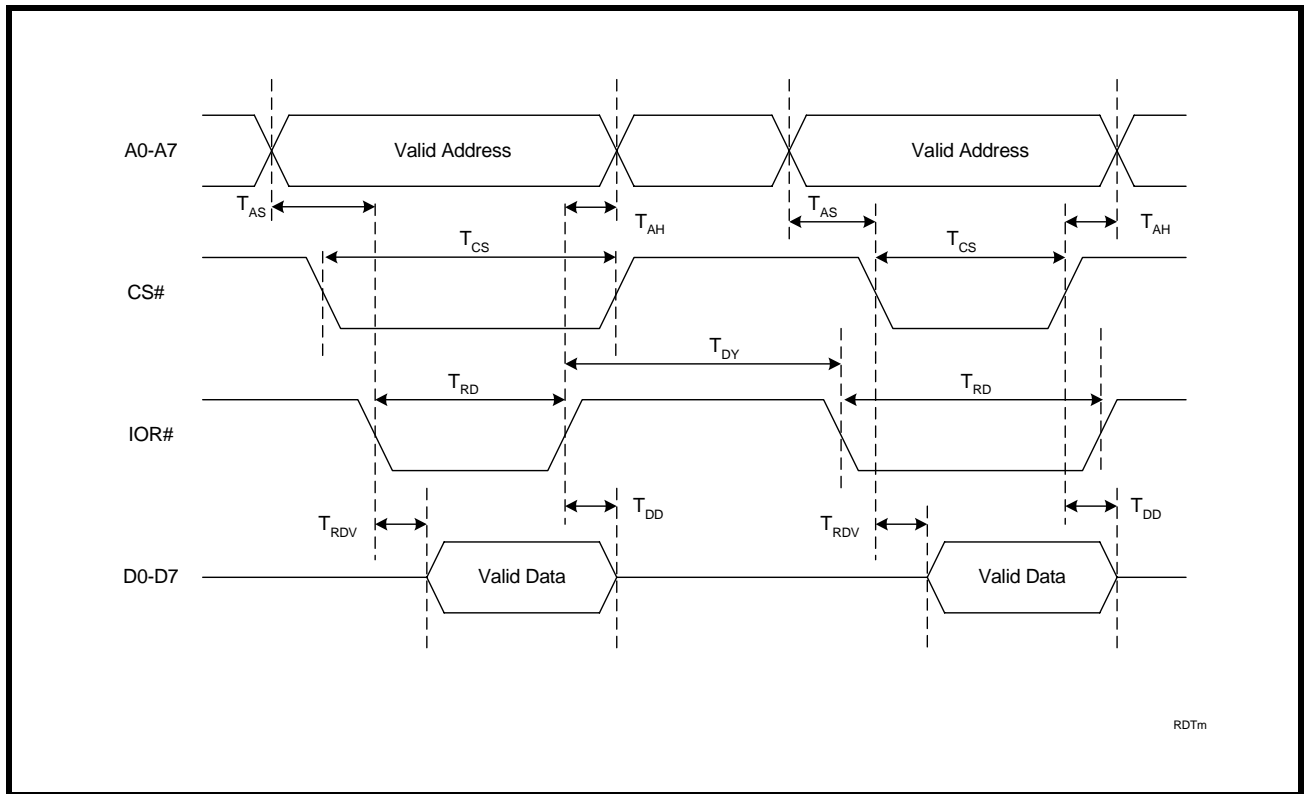 A0-A7
Valid Address
Valid Address
TAS
TAH
TAS
TAH
TCS
TCS
CS#
TDY
TRD
TRD
IOR#
TRDV
TDD
TRDV
TDD
D0-D7
Valid Data
Valid Data
RDTm